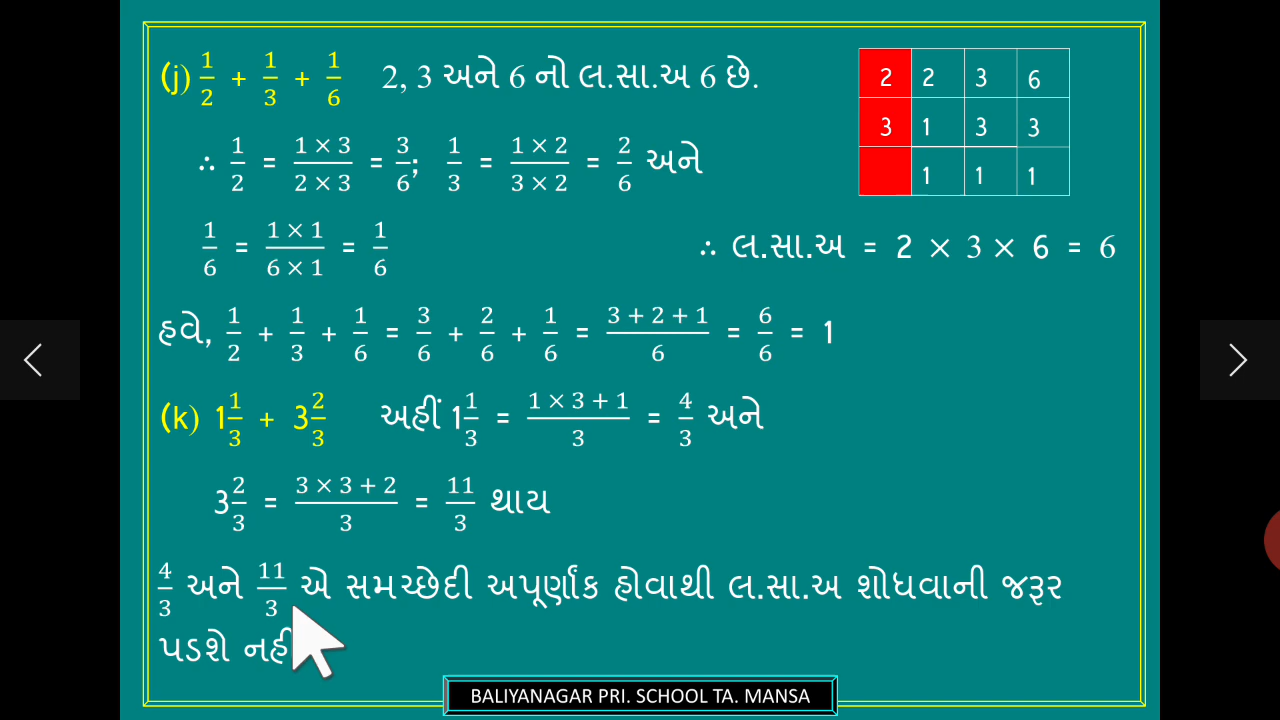 (j) 1/2 + 1/3 + 1/6 2, 3 અને 6 નો લ.સા.અ 6 છે.
2 2 3 6
3 1 3 3
1 1 1
∴ 1/2 = (1 × 3)/(2 × 3) = 3/6; 1/3 = (1 × 2)/(3 × 2) = 2/6 અને
1/6 = (1 × 1)/(6 × 1) = 1/6 ∴ લ.સા.અ = 2 × 3 × 6 = 6
હવે, 1/2 + 1/3 + 1/6 = 3/6 + 2/6 + 1/6 = (3 + 2 + 1)/6 = 6/6 = 1
(k) 1 1/3 + 3 2/3 અહીં 1 1/3 = (1 × 3 + 1)/3 = 4/3 અને
3 2/3 = (3 × 3 + 2)/3 = 11/3 થાય
4/3 અને 11/3 એ સમચ્છેદી અપૂર્ણાંક હોવાથી લ.સા.અ શોધવાની જરૂર
પડશે નહી
BALIYANAGAR PRI. SCHOOL TA. MANSA